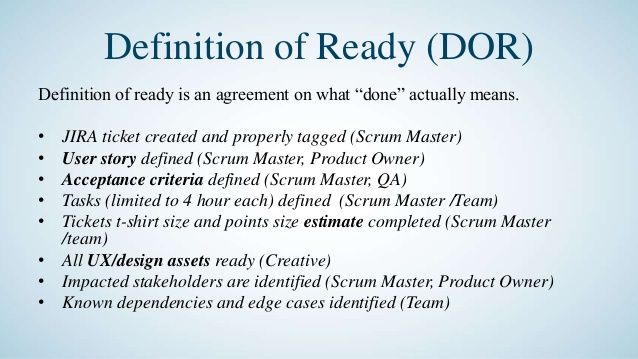 Definition of Ready (DOR)
Definition of ready is an agreement on what “done” actually means.
• JIRA ticket created and properly tagged (Scrum Master)
• User story defined (Scrum Master, Product Owner)
• Acceptance criteria defined (Scrum Master, QA)
• Tasks (limited to 4 hour each) defined (Scrum Master /Team)
• Tickets t-shirt size and points size estimate completed (Scrum Master
/team)
• All UX/design assets ready (Creative)
• Impacted stakeholders are identified (Scrum Master, Product Owner)
• Known dependencies and edge cases identified (Team)